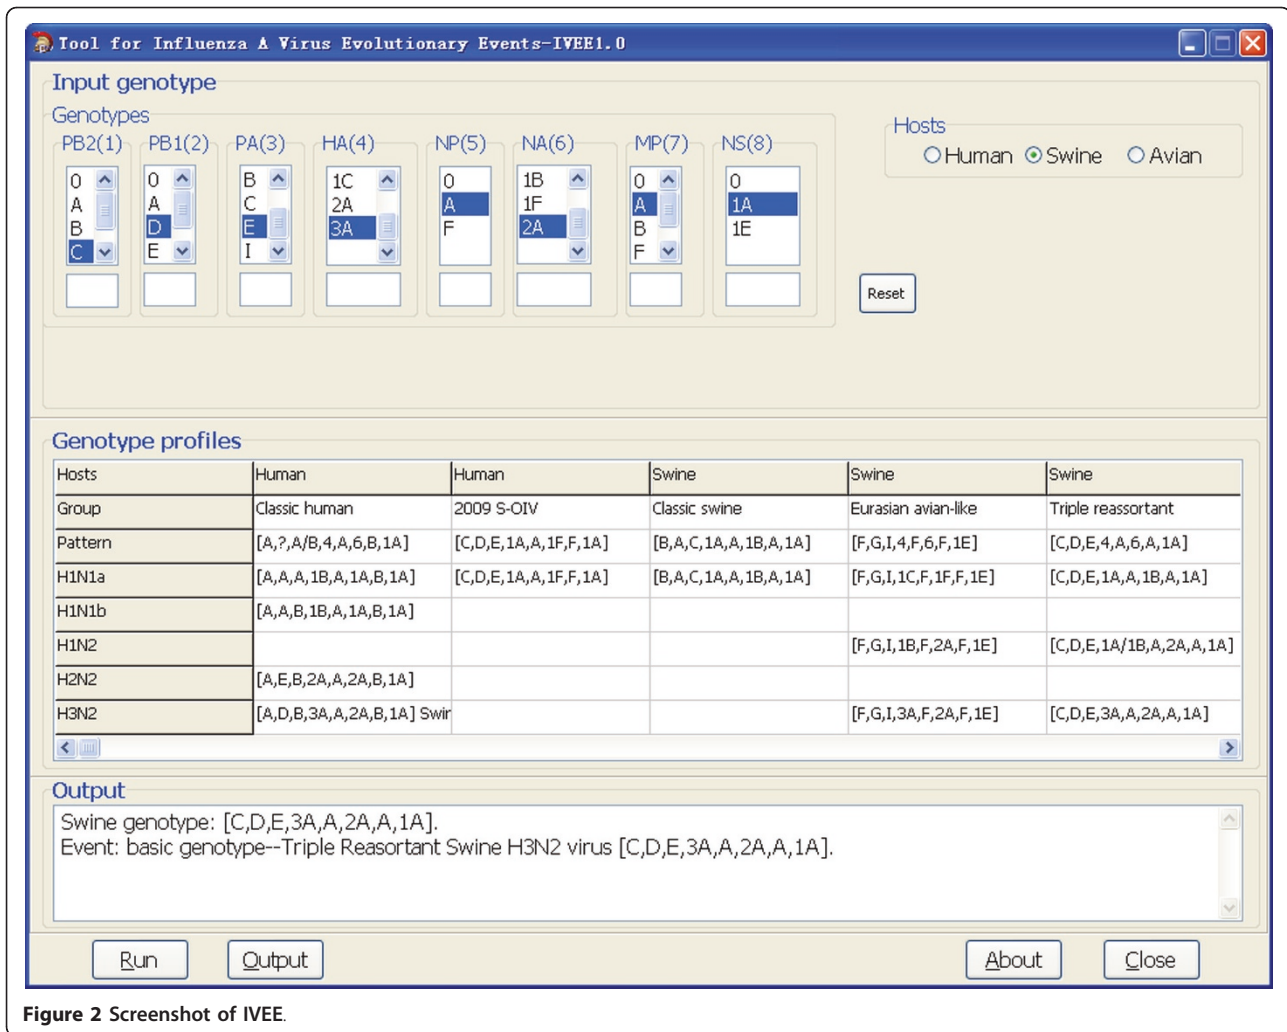 Tool for Influenza A Virus Evolutionary Events-IVEE1.0
Input genotype
Genotypes
PB2(1) PB1(2) PA(3) HA(4) NP(5) NA(6) MP(7) NS(8)
Hosts
Human Swine Avian
0 0 B 1C 0 1B 0 0
A A C 2A A 1F A 1A
B D E 3A F 2A B 1E
C E I F
Reset
Genotype profiles
Hosts Human Human Swine Swine Swine
Group Classic human 2009 S-OIV Classic swine Eurasian avian-like Triple reassortant
Pattern [A,?,A/B,4,A,6,B,1A] [C,D,E,1A,A,1F,F,1A] [B,A,C,1A,A,1B,A,1A] [F,G,I,4,F,6,F,1E] [C,D,E,4,A,6,A,1A]
H1N1a [A,A,A,1B,A,1A,B,1A] [C,D,E,1A,A,1F,F,1A] [B,A,C,1A,A,1B,A,1A] [F,G,I,1C,F,1F,F,1E] [C,D,E,1A,A,1B,A,1A]
H1N1b [A,A,B,1B,A,1A,B,1A]
H1N2 [F,G,I,1B,F,2A,F,1E] [C,D,E,1A/1B,A,2A,A,1A]
H2N2 [A,E,B,2A,A,2A,B,1A]
H3N2 [A,D,B,3A,A,2A,B,1A] Swin [F,G,I,3A,F,2A,F,1E] [C,D,E,3A,A,2A,A,1A]
Output
Swine genotype: [C,D,E,3A,A,2A,A,1A].
Event: basic genotype--Triple Reasortant Swine H3N2 virus [C,D,E,3A,A,2A,A,1A].
Run Output About Close
Figure 2 Screenshot of IVEE.